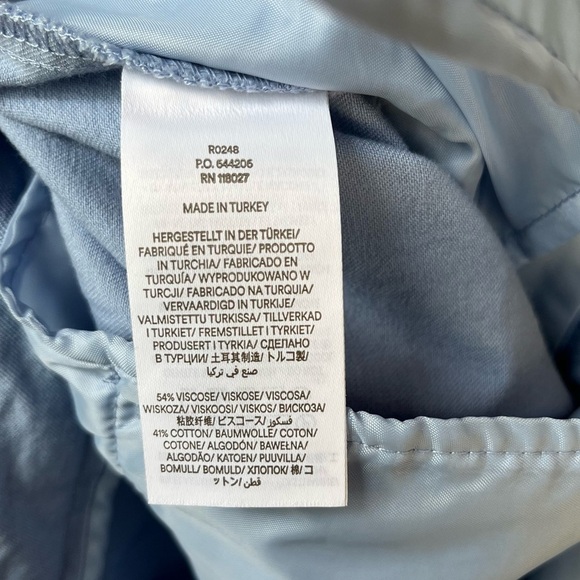 R0248
P.O. 644206
RN 118027
MADE IN TURKEY
HERGESTELLT IN DER TÜRKEI/
FABRIQUÉ EN TURQUIE/ PRODOTTO
IN TURCHIA/ FABRICADO EN
TURQUÍA/ WYPRODUKOWANO W
TURCJI/ FABRICADO NA TURQUIA/
VERVAARDIGD IN TURKIJE/
VALMISTETTU TURKISSA/ TILLVERKAD
I TURKIET/ FREMSTILLET I TYRKIET/
PRODUSERT I TYRKIA/ СДЕЛАНО
В ТУРЦИИ/ 土耳其制造/ トルコ製/
صنع في تركيا
54% VISCOSE/ VISKOSE/ VISCOSA/
WISKOZA/ VISKOOSI/ VISKOS/ ВИСКОЗА/
粘胶纤维/ ビスコース/ فسكوز
41% COTTON/ BAUMWOLLE/ COTON/
COTONE/ ALGODÓN/ BAWEŁNA/
ALGODÃO/ KATOEN/ PUUVILLA/
BOMULL/ BOMULD/ ХЛОПОК/ 棉/ コ
ットン/ قطن/